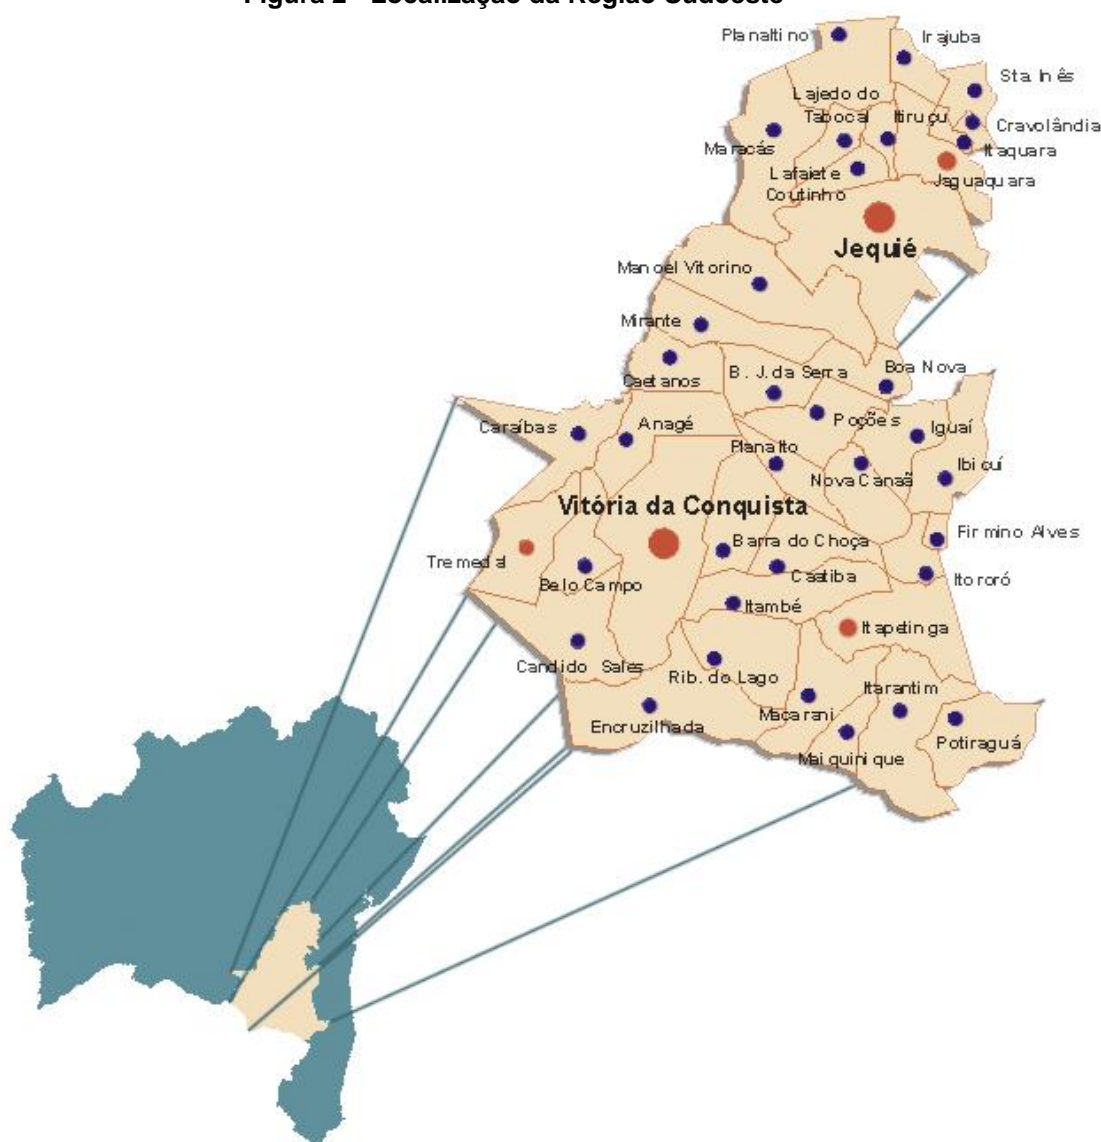 Figura 2 - Localização da Região Sudoeste
Planaltino
Irajuba
Sta. Inês
Lajedo do
Tabocal
Itiruçu
Cravolândia
Maracás
Itaquara
Lafaiete
Coutinho
Jaguaquara
Jequié
Manoel Vitorino
Mirante
Caetanos
B. J. da Serra
Boa Nova
Caraíbas
Anagé
Poções
Iguaí
Planalto
Nova Canaã
Ibicuí
Vitória da Conquista
Barra do Choça
Firmino Alves
Tremedal
Belo Campo
Caatiba
Itororó
Itambé
Itapetinga
Candido Sales
Rib. do Lago
Itarantim
Encruzilhada
Macarani
Maiquinique
Potiraguá